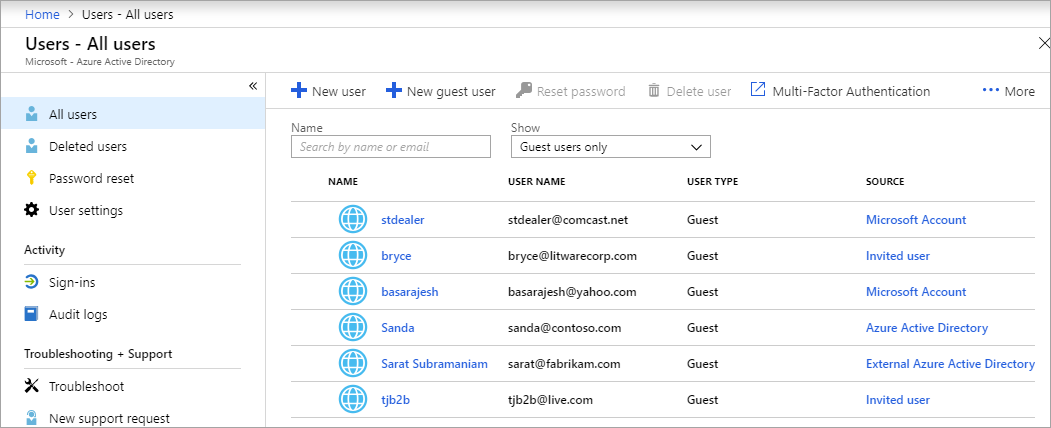 Home > Users - All users
Users - All users
Microsoft - Azure Active Directory
All users
Deleted users
Password reset
User settings
Activity
Sign-ins
Audit logs
Troubleshooting + Support
Troubleshoot
New support request
New user New guest user Reset password Delete user Multi-Factor Authentication More
Name Show
Search by name or email Guest users only
NAME USER NAME USER TYPE SOURCE
stdealer stdealer@comcast.net Guest Microsoft Account
bryce bryce@litwarecorp.com Guest Invited user
basarajesh basarajesh@yahoo.com Guest Microsoft Account
Sanda sanda@contoso.com Guest Azure Active Directory
Sarat Subramaniam sarat@fabrikam.com Guest External Azure Active Directory
tjb2b tjb2b@live.com Guest Invited user